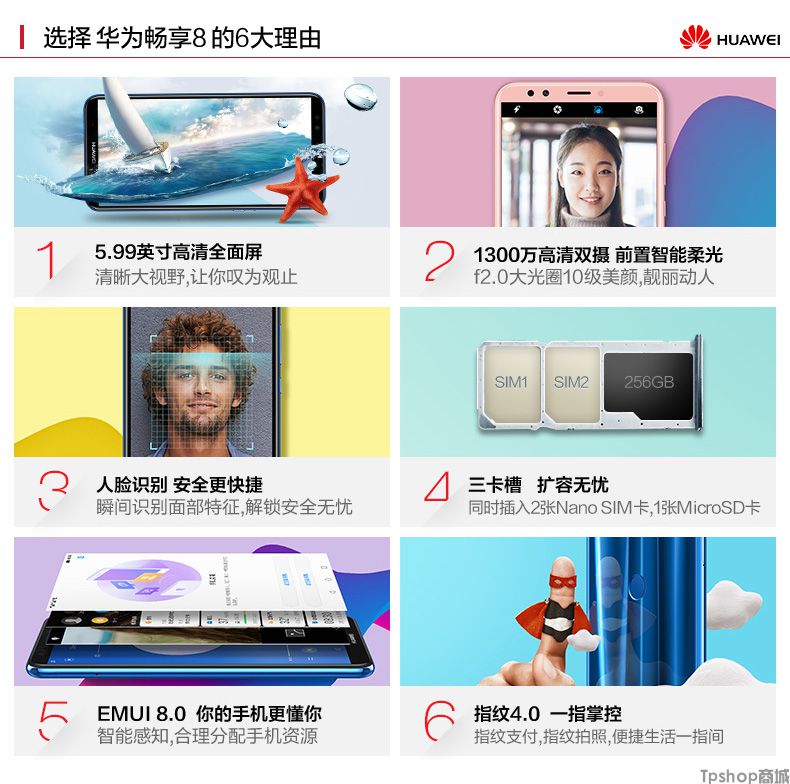 选择 华为畅享8 的6大理由
HUAWEI
HUAWEI
1
5.99英寸高清全面屏
清晰大视野,让你叹为观止
2
1300万高清双摄 前置智能柔光
f2.0大光圈10级美颜,靓丽动人
3
人脸识别 安全更快捷
瞬间识别面部特征,解锁安全无忧
SIM1 SIM2 256GB
4
三卡槽 扩容无忧
同时插入2张Nano SIM卡,1张MicroSD卡
5
EMUI 8.0 你的手机更懂你
智能感知,合理分配手机资源
6
指纹4.0 一指掌控
指纹支付,指纹拍照,便捷生活一指间
Tpshop商城